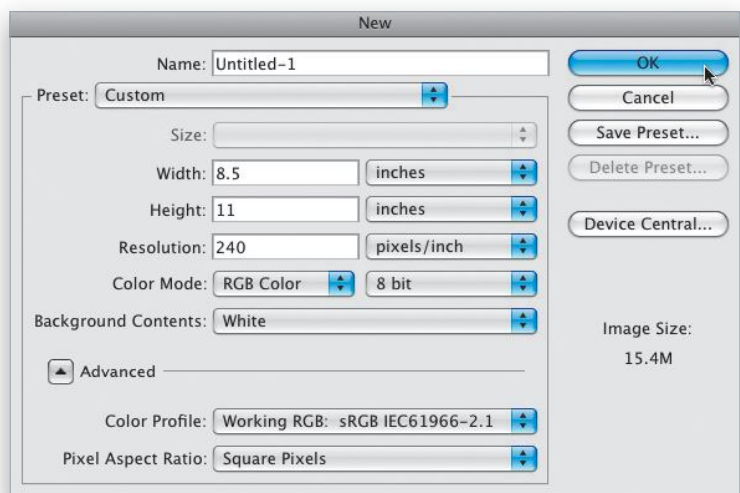 New
Name: Untitled-1
OK
Preset: Custom
Cancel
Size:
Save Preset...
Width: 8.5 inches
Delete Preset...
Height: 11 inches
Device Central...
Resolution: 240 pixels/inch
Color Mode: RGB Color 8 bit
Background Contents: White
Image Size:
15.4M
Advanced
Color Profile: Working RGB: sRGB IEC61966-2.1
Pixel Aspect Ratio: Square Pixels